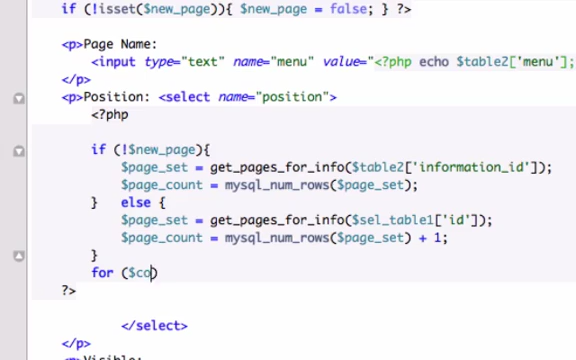 if (!isset($new_page)){ $new_page = false; } ?>
<p>Page Name:
<input type="text" name="menu" value="<?php echo $table2['menu'];
</p>
<p>Position: <select name="position">
<?php
if (!$new_page){
$page_set = get_pages_for_info($table2['information_id']);
$page_count = mysql_num_rows($page_set);
} else {
$page_set = get_pages_for_info($sel_table1['id']);
$page_count = mysql_num_rows($page_set) + 1;
}
for ($co)
?>
</select>
</p>
<p>Visible: